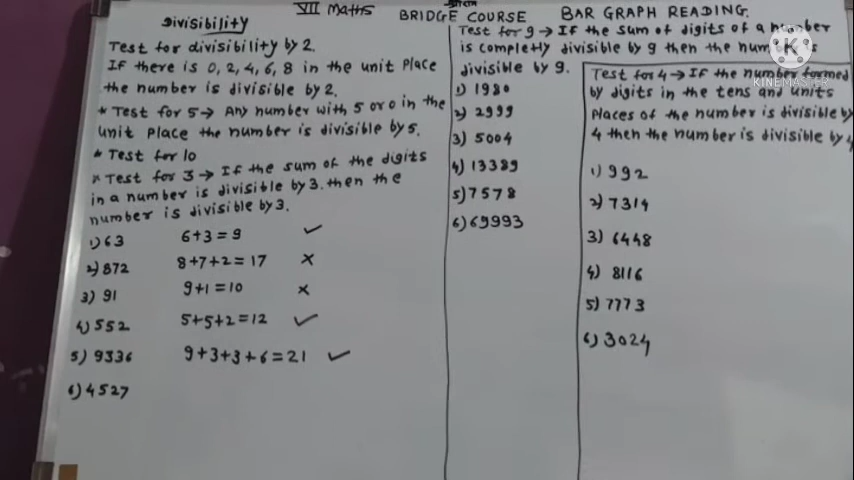 VII Maths BRIDGE COURSE BAR GRAPH READING.
Divisibility
Test for divisibility by 2.
If there is 0, 2, 4, 6, 8 in the unit place
the number is divisible by 2.
* Test for 5 → Any number with 5 or 0 in the
unit place the number is divisible by 5.
* Test for 10
* Test for 3 → If the sum of the digits
in a number is divisible by 3. then the
number is divisible by 3.
1) 63 6+3=9 ✓
2) 872 8+7+2=17 ×
3) 91 9+1=10 ×
4) 552 5+5+2=12 ✓
5) 9336 9+3+3+6=21 ✓
6) 4527
Test for 9 → If the sum of digits of a number
is completly divisible by 9 then the
divisible by 9.
1) 1980
2) 2999
3) 5004
4) 13389
5) 7578
6) 69993
Test for 4 → If the number formed
by digits in the tens and units
places of the number is divisible by
4 then the number is divisible by 4
1) 992
2) 7314
3) 6448
4) 8116
5) 7773
6) 3024
K
KINEMASTER